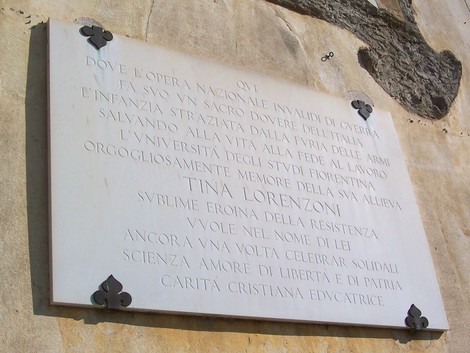 QVI
DOVE L'OPERA NAZIONALE INVALIDI DI GVERRA
FA SVO VN SACRO DOVERE DELL'ITALIA
L'INFANZIA STRAZIATA DALLA FVRIA DELLE ARMI
SALVANDO ALLA VITA ALLA FEDE AL LAVORO
L'VNIVERSITÀ DEGLI STVDI FIORENTINA
ORGOGLIOSAMENTE MEMORE DELLA SVA ALLIEVA
TINA LORENZONI
SVBLIME EROINA DELLA RESISTENZA
VVOLE NEL NOME DI LEI
ANCORA VNA VOLTA CELEBRAR SOLIDALI
SCIENZA AMORE DI LIBERTÀ E DI PATRIA
CARITÀ CRISTIANA EDVCATRICE